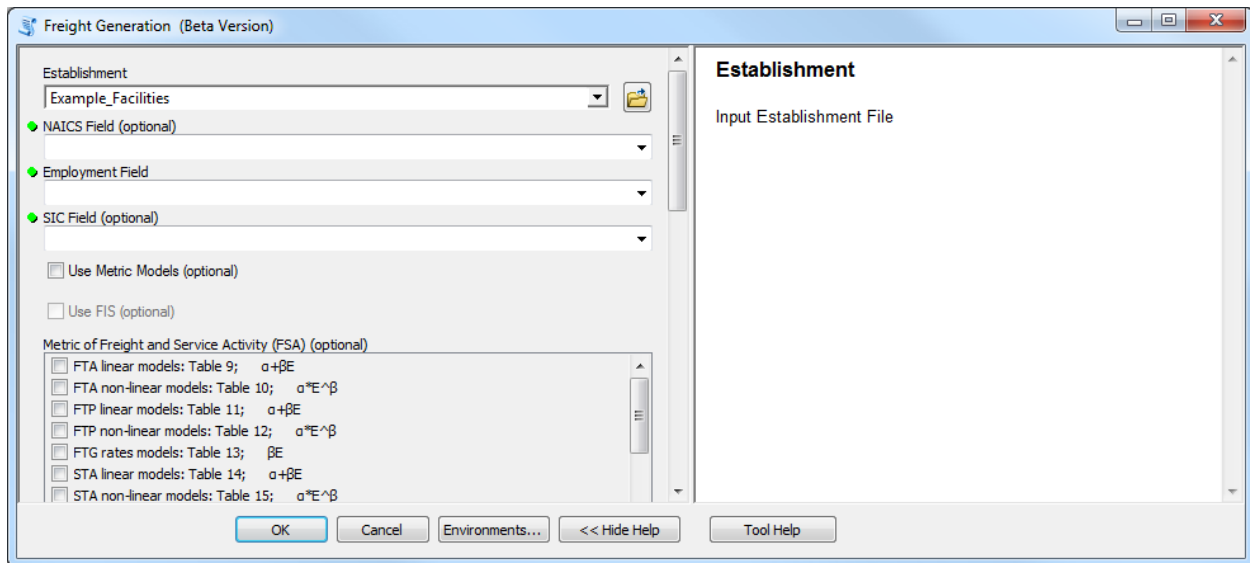 Freight Generation (Beta Version)
Establishment
Example_Facilities
NAICS Field (optional)
Employment Field
SIC Field (optional)
Use Metric Models (optional)
Use FIS (optional)
Metric of Freight and Service Activity (FSA) (optional)
FTA linear models: Table 9; α+βE
FTA non-linear models: Table 10; α*E^β
FTP linear models: Table 11; α+βE
FTP non-linear models: Table 12; α*E^β
FTG rates models: Table 13; βE
STA linear models: Table 14; α+βE
STA non-linear models: Table 15; α*E^β
Establishment
Input Establishment File
OK
Cancel
Environments...
<< Hide Help
Tool Help